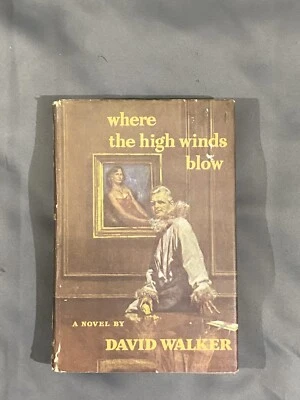 where
the high winds
blow
A NOVEL BY
DAVID WALKER